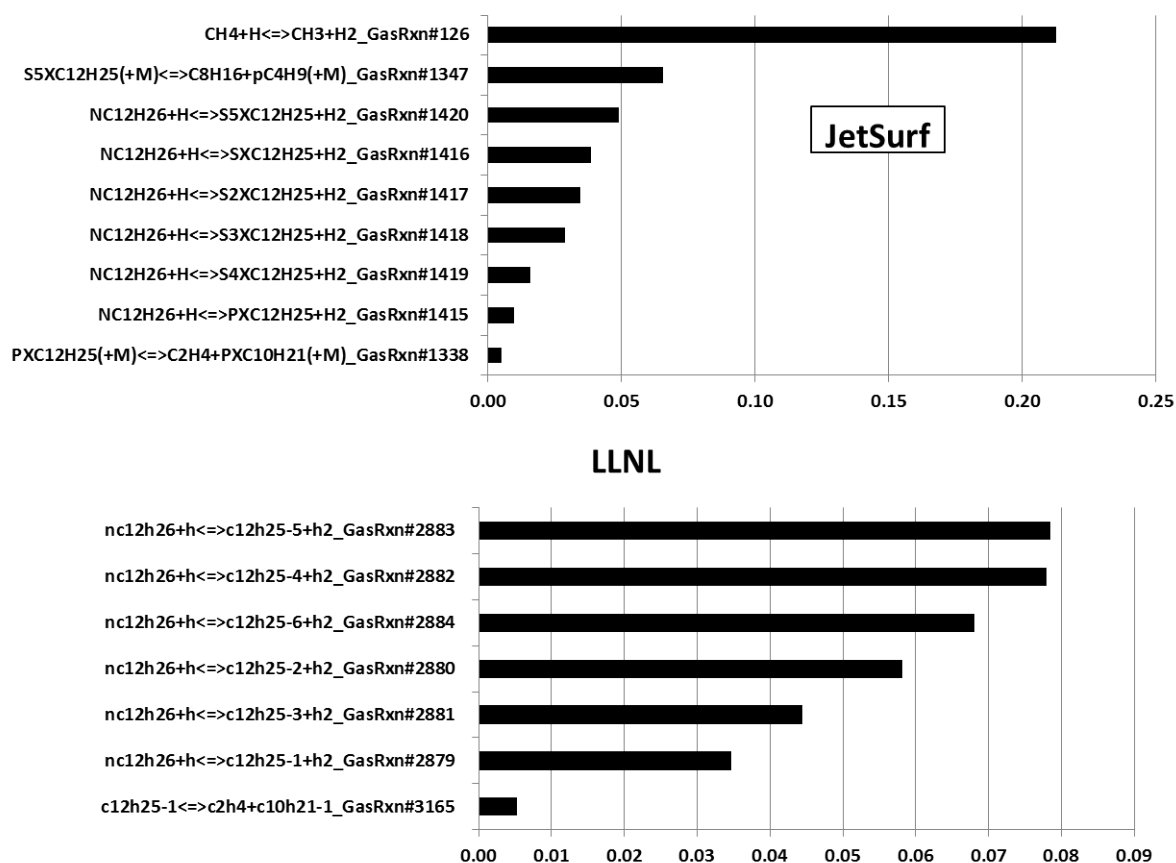 CH4+H<=>CH3+H2_GasRxn#126
S5XC12H25(+M)<=>C8H16+pC4H9(+M)_GasRxn#1347
NC12H26+H<=>S5XC12H25+H2_GasRxn#1420
JetSurf
NC12H26+H<=>SXC12H25+H2_GasRxn#1416
NC12H26+H<=>S2XC12H25+H2_GasRxn#1417
NC12H26+H<=>S3XC12H25+H2_GasRxn#1418
NC12H26+H<=>S4XC12H25+H2_GasRxn#1419
NC12H26+H<=>PXC12H25+H2_GasRxn#1415
PXC12H25(+M)<=>C2H4+PXC10H21(+M)_GasRxn#1338
0.00 0.05 0.10 0.15 0.20 0.25
LLNL
nc12h26+h<=>c12h25-5+h2_GasRxn#2883
nc12h26+h<=>c12h25-4+h2_GasRxn#2882
nc12h26+h<=>c12h25-6+h2_GasRxn#2884
nc12h26+h<=>c12h25-2+h2_GasRxn#2880
nc12h26+h<=>c12h25-3+h2_GasRxn#2881
nc12h26+h<=>c12h25-1+h2_GasRxn#2879
c12h25-1<=>c2h4+c10h21-1_GasRxn#3165
0.00 0.01 0.02 0.03 0.04 0.05 0.06 0.07 0.08 0.09